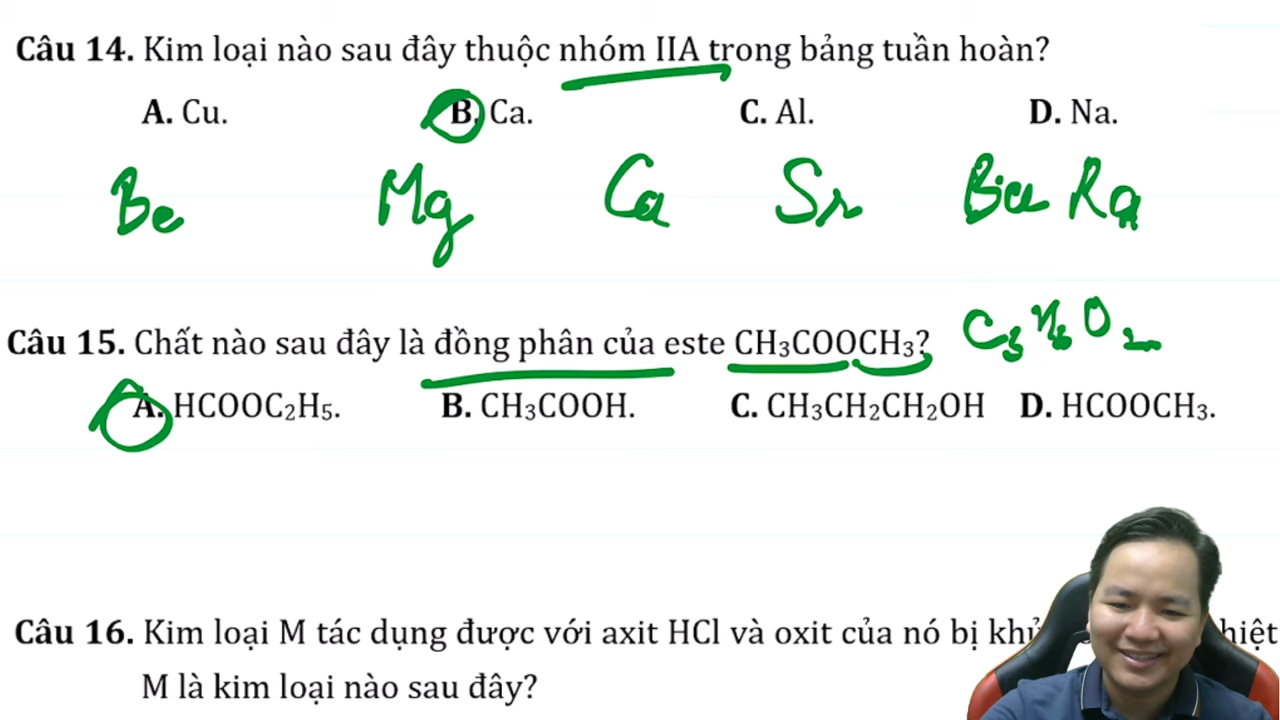 Câu 14. Kim loại nào sau đây thuộc nhóm IIA trong bảng tuần hoàn?
A. Cu. B. Ca. C. Al. D. Na.
Be Mg Ca Sr Ba Ra
Câu 15. Chất nào sau đây là đồng phân của este CH₃COOCH₃? C₃H₆O₂
A. HCOOC₂H₅. B. CH₃COOH. C. CH₃CH₂CH₂OH D. HCOOCH₃.
Câu 16. Kim loại M tác dụng được với axit HCl và oxit của nó bị
M là kim loại nào sau đây?